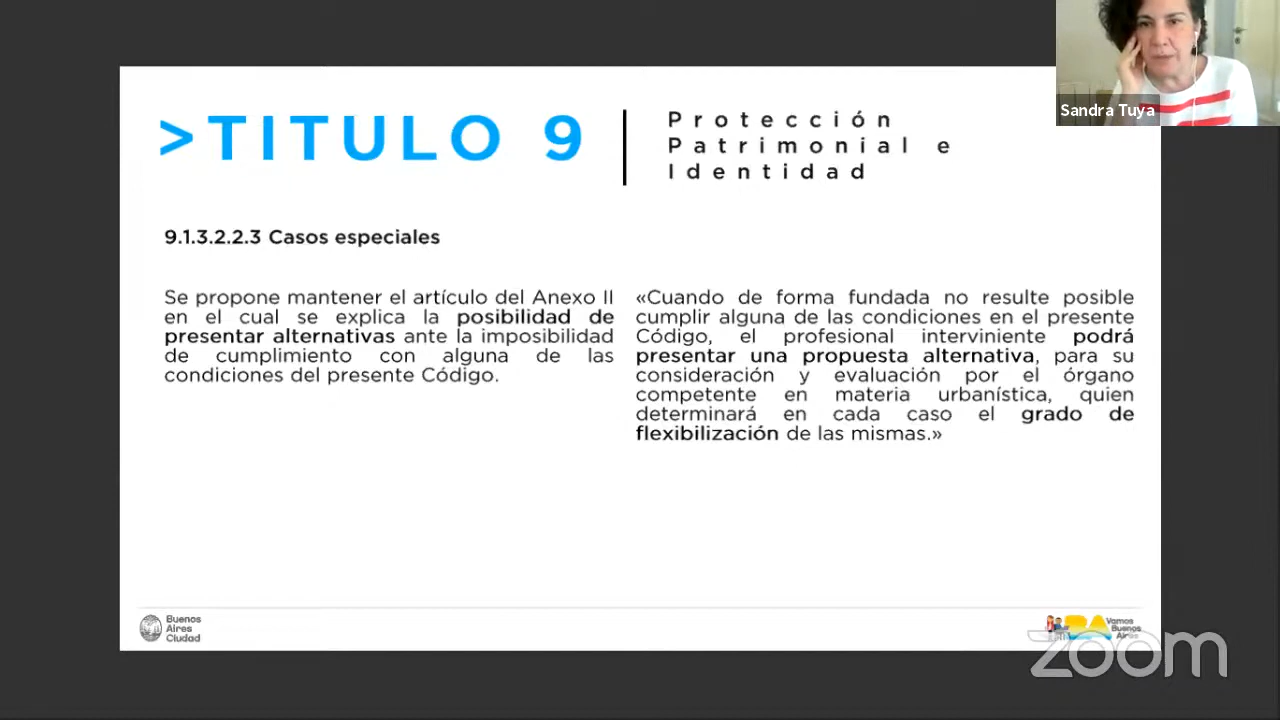 Sandra Tuya
>TITULO 9
Protección
Patrimonial e
Identidad
9.1.3.2.2.3 Casos especiales
Se propone mantener el artículo del Anexo II
en el cual se explica la posibilidad de
presentar alternativas ante la imposibilidad
de cumplimiento con alguna de las
condiciones del presente Código.
«Cuando de forma fundada no resulte posible
cumplir alguna de las condiciones en el presente
Código, el profesional interviniente podrá
presentar una propuesta alternativa, para su
consideración y evaluación por el órgano
competente en materia urbanística, quien
determinará en cada caso el grado de
flexibilización de las mismas.»
Buenos
Aires
Ciudad
BA
Vamos
Buenos
Aires
zoom